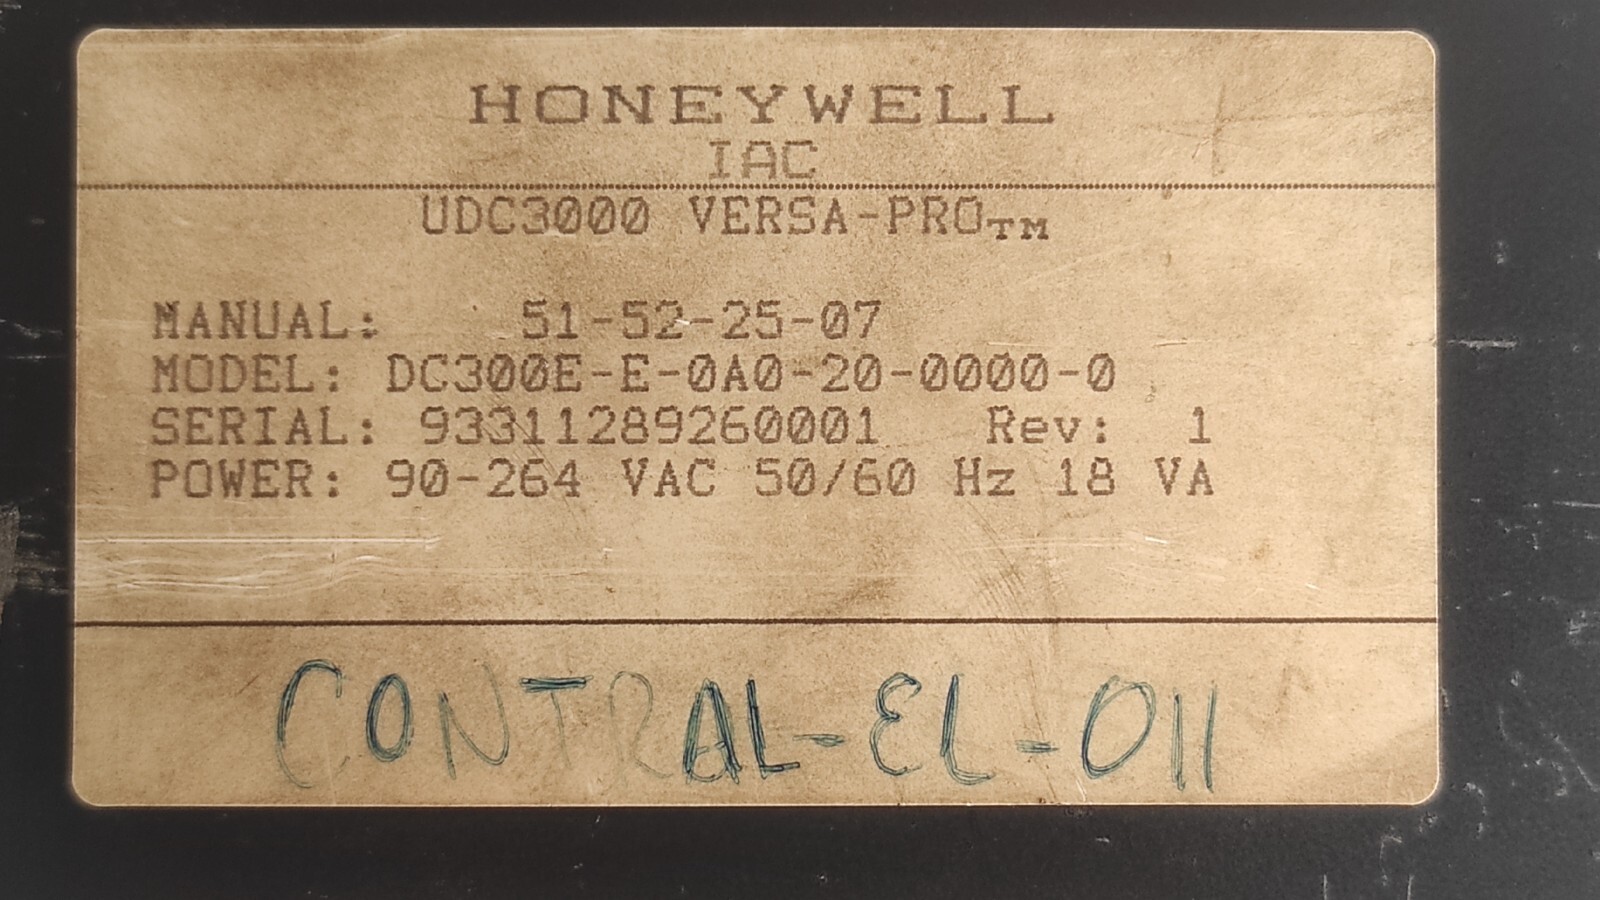 HONEYWELL
IAC
UDC3000 VERSA-PRO™
MANUAL: 51-52-25-07
MODEL: DC300E-E-0A0-20-0000-0
SERIAL: 93311289260001 Rev: 1
POWER: 90-264 VAC 50/60 Hz 18 VA
CONTRAL-EL-011